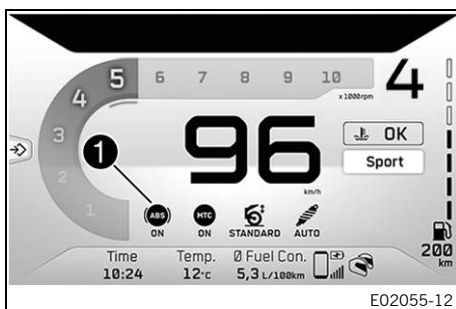 5 6 7 8 9 10
4
3
2
1
x1000rpm
4
96
km/h
OK
Sport
1
ABS
ON
MTC
ON
STANDARD
AUTO
200
km
Time
10:24
Temp.
12°C
Ø Fuel Con.
5,3 L/100km
E02055-12